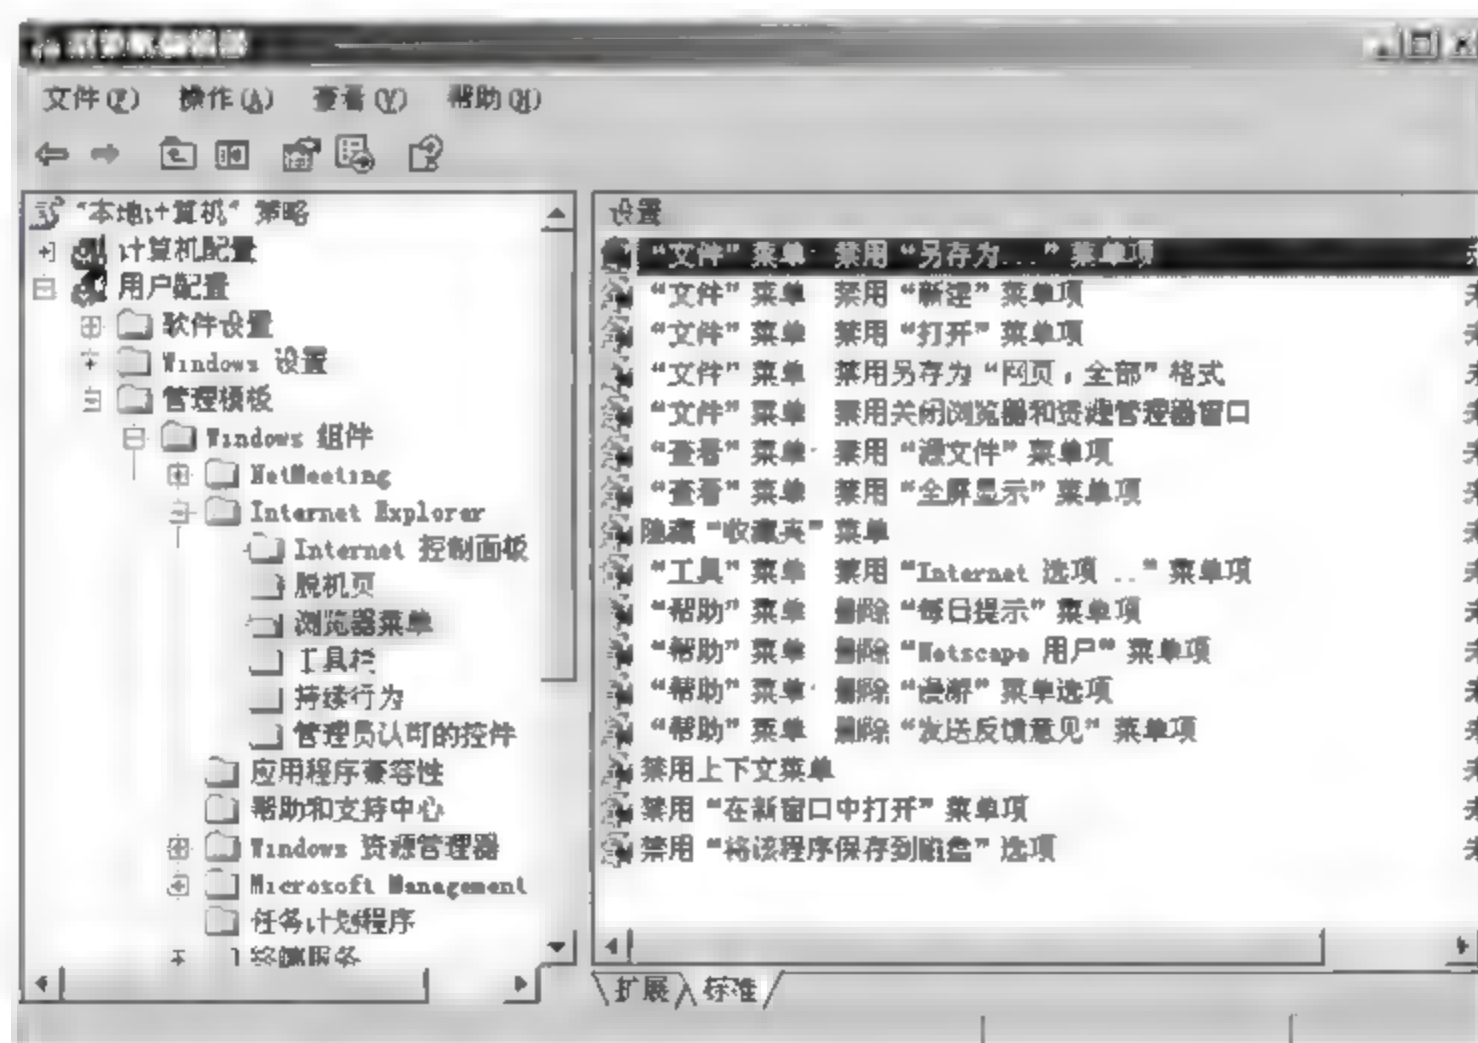 文件(F) 操作(A) 查看(V) 帮助(H)
“本地计算机” 策略
计算机配置
用户配置
软件设置
Windows 设置
管理模板
Windows 组件
NetMeeting
Internet Explorer
Internet 控制面板
脱机页
浏览器菜单
工具栏
持续行为
管理员认可的控件
应用程序兼容性
帮助和支持中心
Windows 资源管理器
Microsoft Management
任务计划程序
终端服务
设置
“文件” 菜单: 禁用 “另存为...” 菜单项
“文件” 菜单 禁用 “新建” 菜单项
“文件” 菜单 禁用 “打开” 菜单项
“文件” 菜单 禁用另存为 “网页，全部” 格式
“文件” 菜单 禁用关闭浏览器和资源管理器窗口
“查看” 菜单: 禁用 “源文件” 菜单项
“查看” 菜单 禁用 “全屏显示” 菜单项
隐藏 “收藏夹” 菜单
“工具” 菜单 禁用 “Internet 选项...” 菜单项
“帮助” 菜单 删除 “每日提示” 菜单项
“帮助” 菜单 删除 “Netscape 用户” 菜单项
“帮助” 菜单: 删除 “漫游” 菜单选项
“帮助” 菜单 删除 “发送反馈意见” 菜单项
禁用上下文菜单
禁用 “在新窗口中打开” 菜单项
禁用 “将该程序保存到磁盘” 选项
扩展 标准